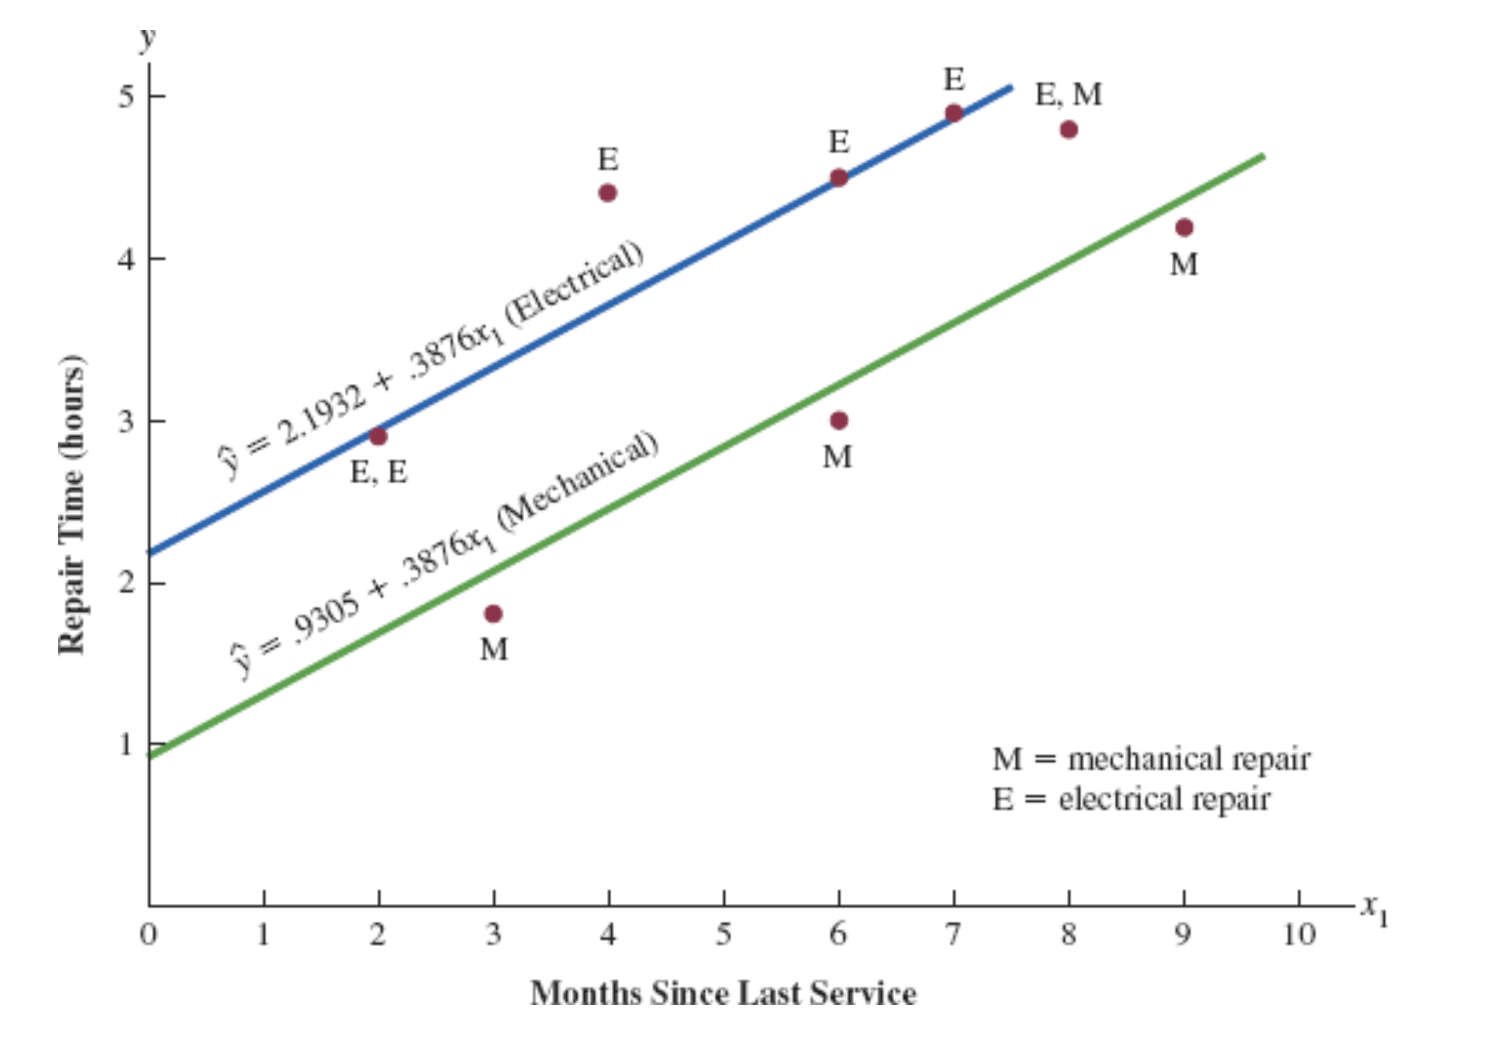 y
5
4
3
2
1
Repair Time (hours)
E
E, M
E
E
M
ŷ = 2.1932 + .3876x₁ (Electrical)
E, E
M
ŷ = .9305 + .3876x₁ (Mechanical)
M
M = mechanical repair
E = electrical repair
0 1 2 3 4 5 6 7 8 9 10 x₁
Months Since Last Service